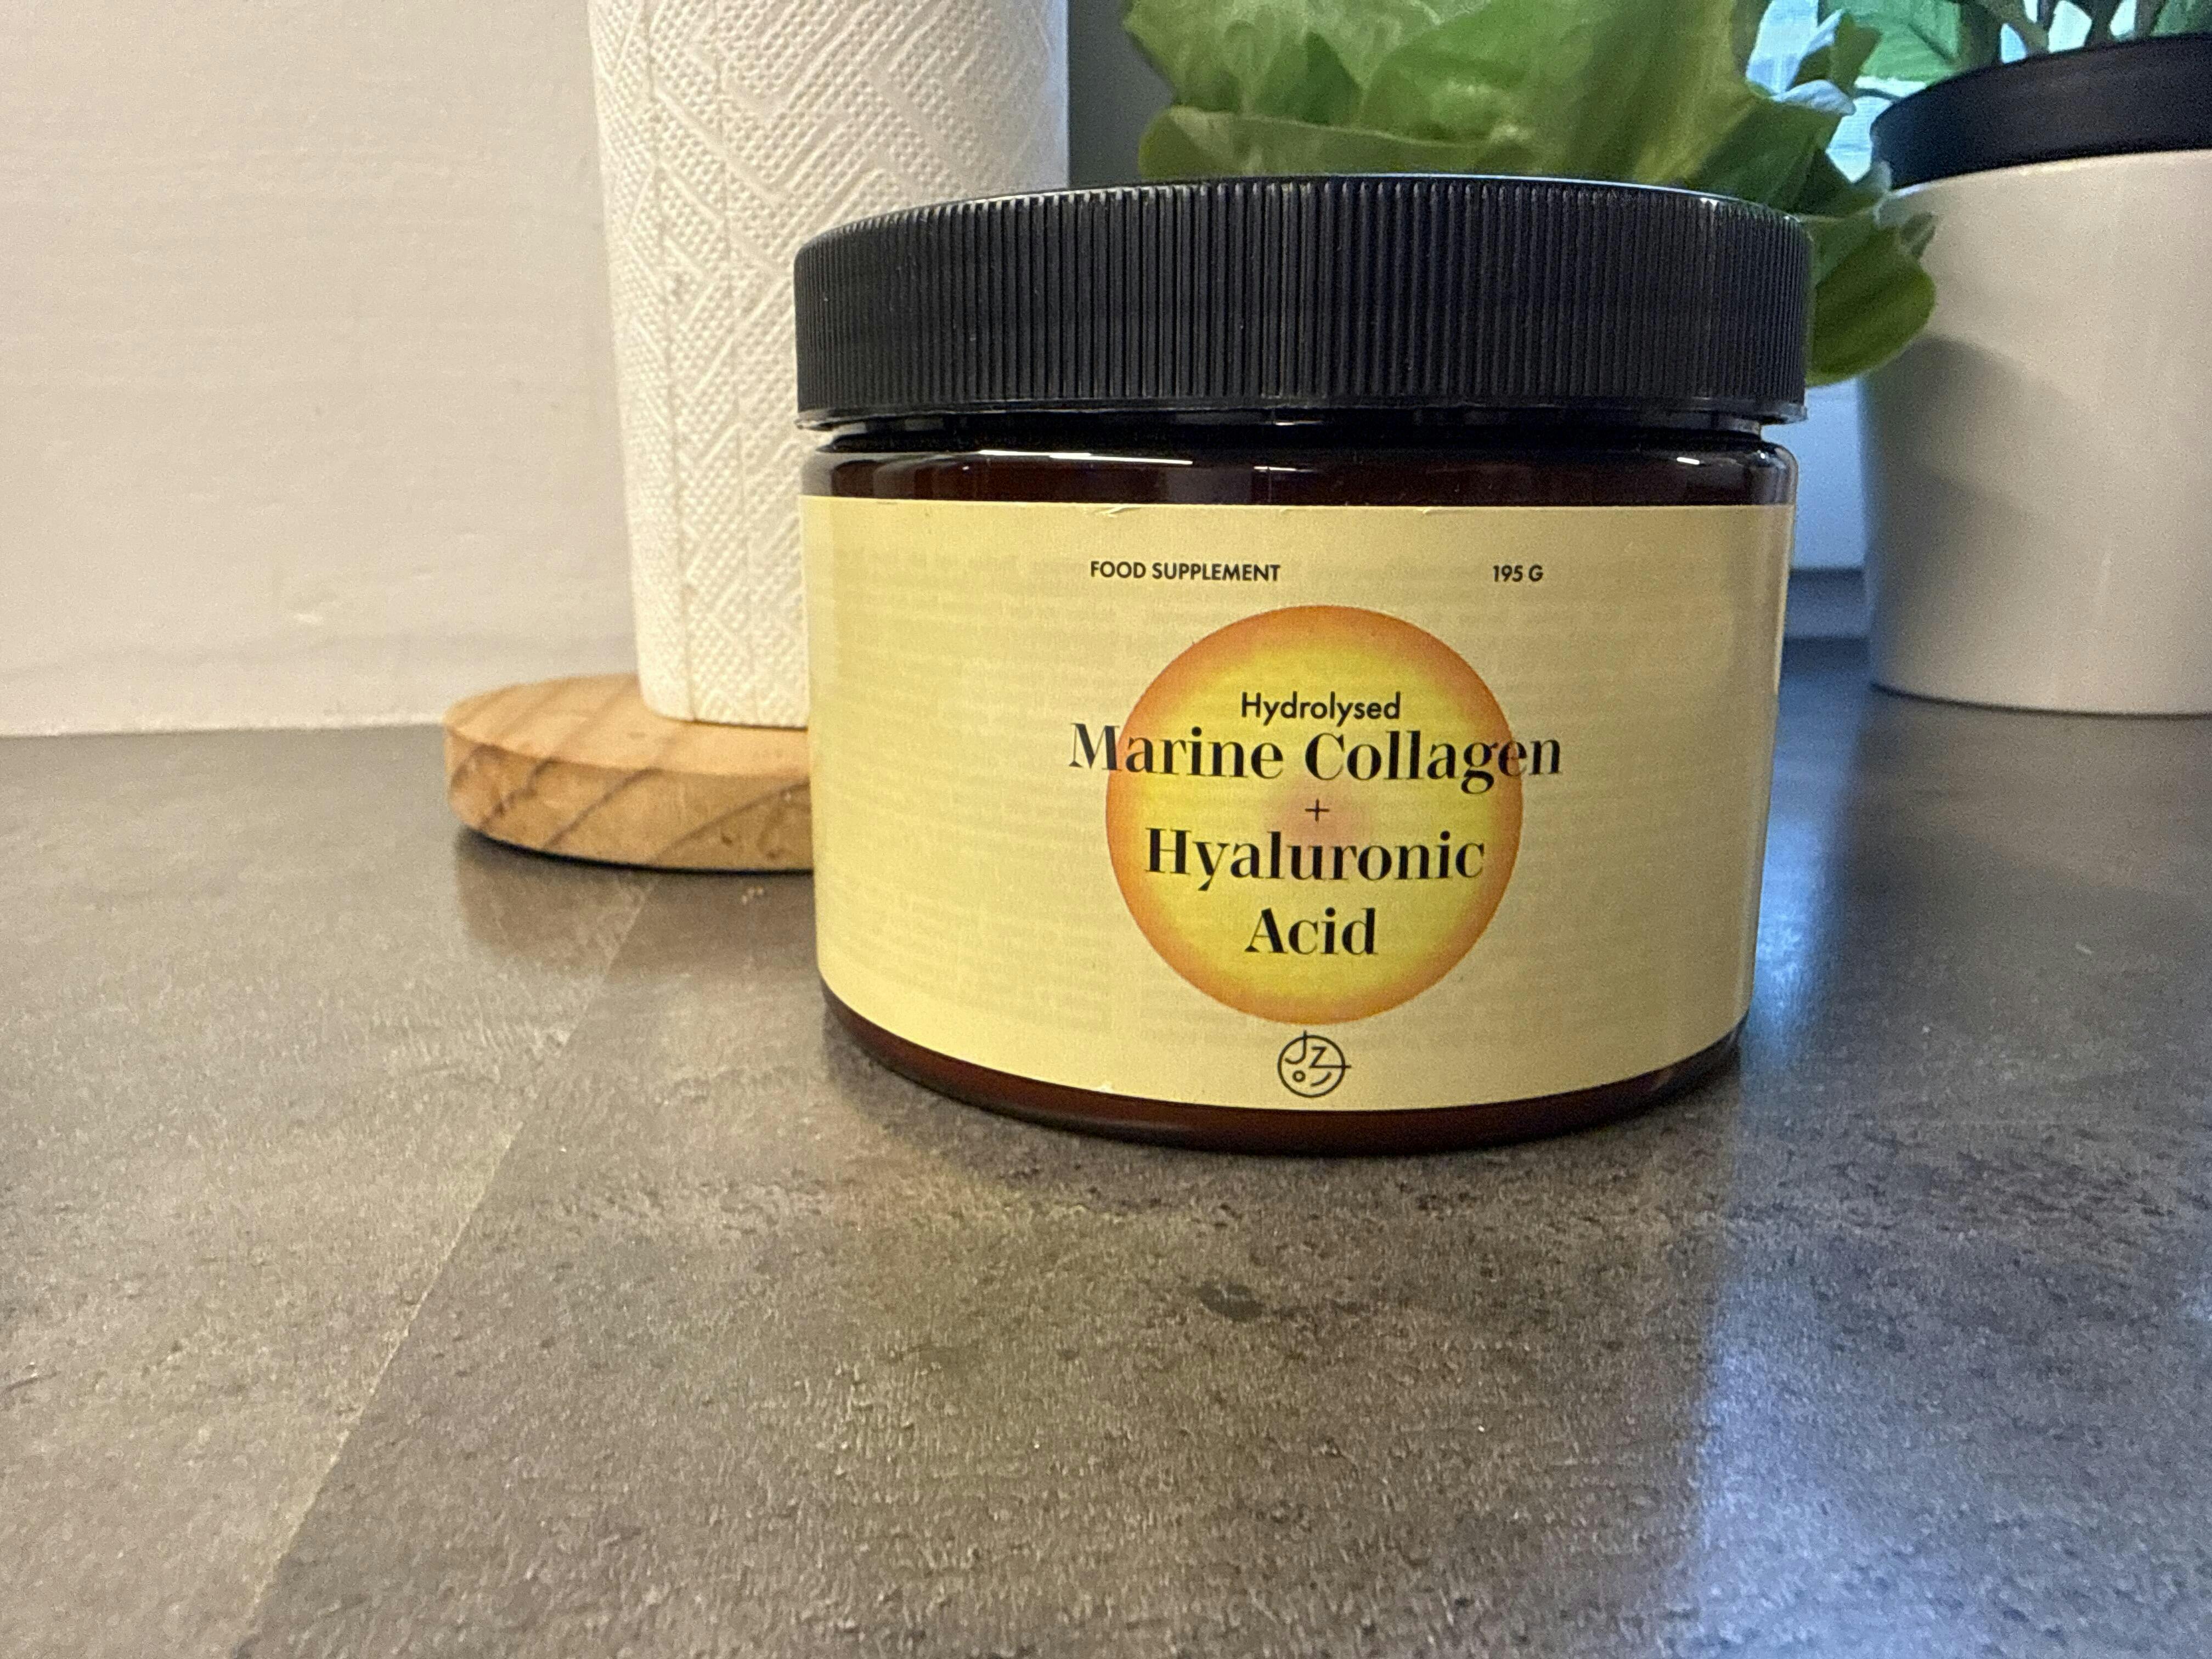 FOOD SUPPLEMENT 195 G
Hydrolysed
Marine Collagen
+
Hyaluronic
Acid